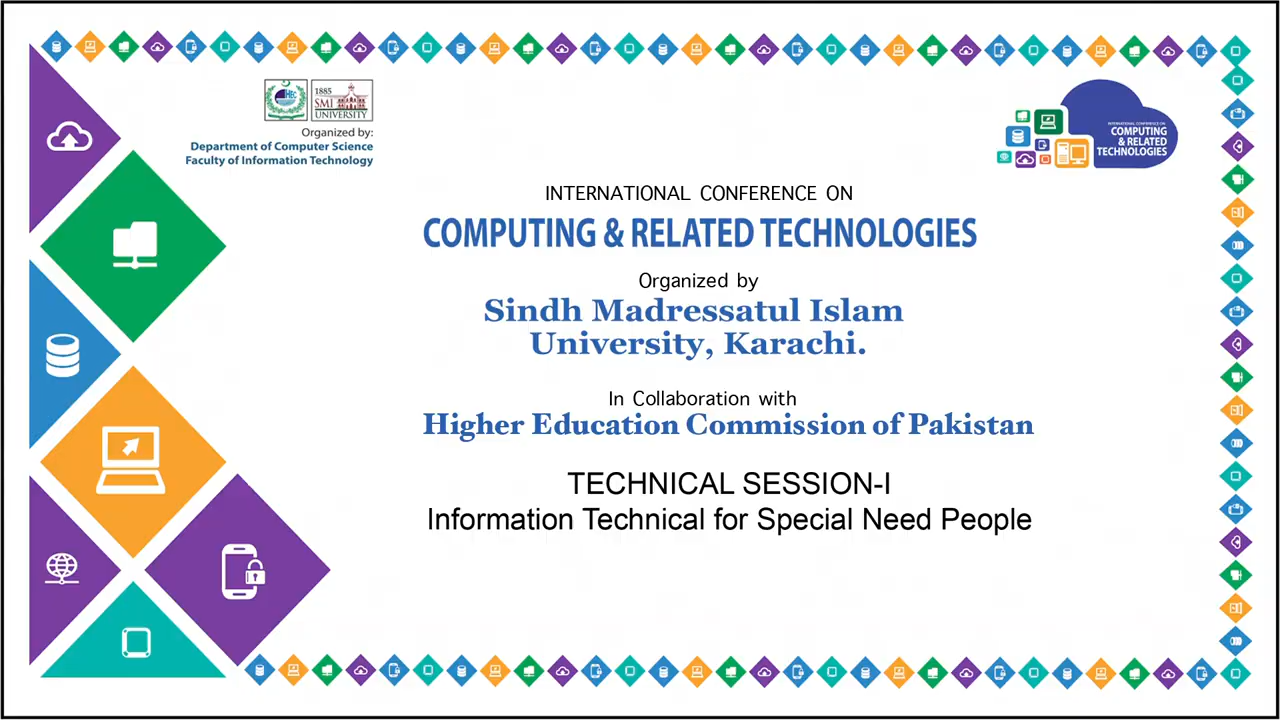 HEC
1885
SMI
UNIVERSITY
Organized by:
Department of Computer Science
Faculty of Information Technology
INTERNATIONAL CONFERENCE ON
COMPUTING
& RELATED
TECHNOLOGIES
INTERNATIONAL CONFERENCE ON
COMPUTING & RELATED TECHNOLOGIES
Organized by
Sindh Madressatul Islam
University, Karachi.
In Collaboration with
Higher Education Commission of Pakistan
TECHNICAL SESSION-I
Information Technical for Special Need People